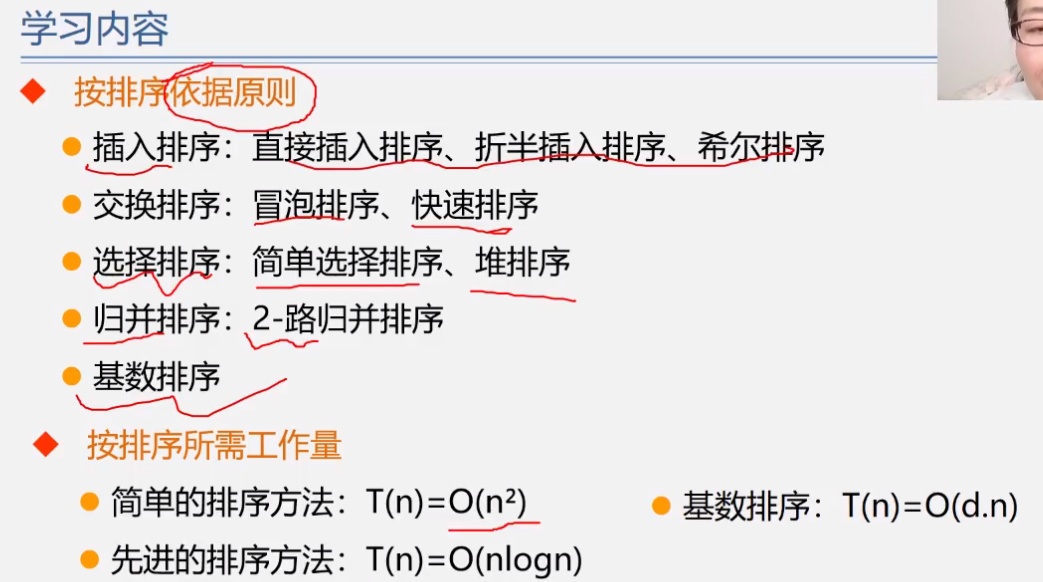 学习内容
按排序依据原则
插入排序：直接插入排序、折半插入排序、希尔排序
交换排序：冒泡排序、快速排序
选择排序：简单选择排序、堆排序
归并排序：2-路归并排序
基数排序
按排序所需工作量
简单的排序方法：T(n)=O(n²)
基数排序：T(n)=O(d.n)
先进的排序方法：T(n)=O(nlogn)